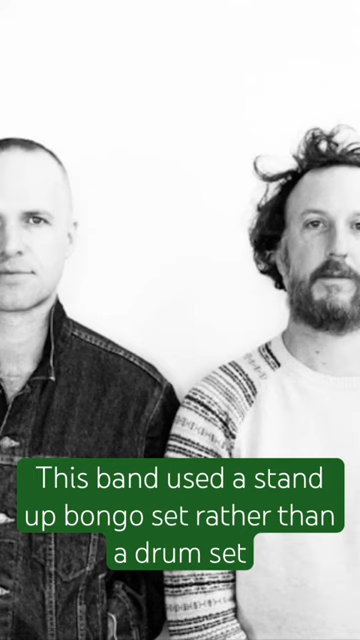 This band used a stand
up bongo set rather than
a drum set